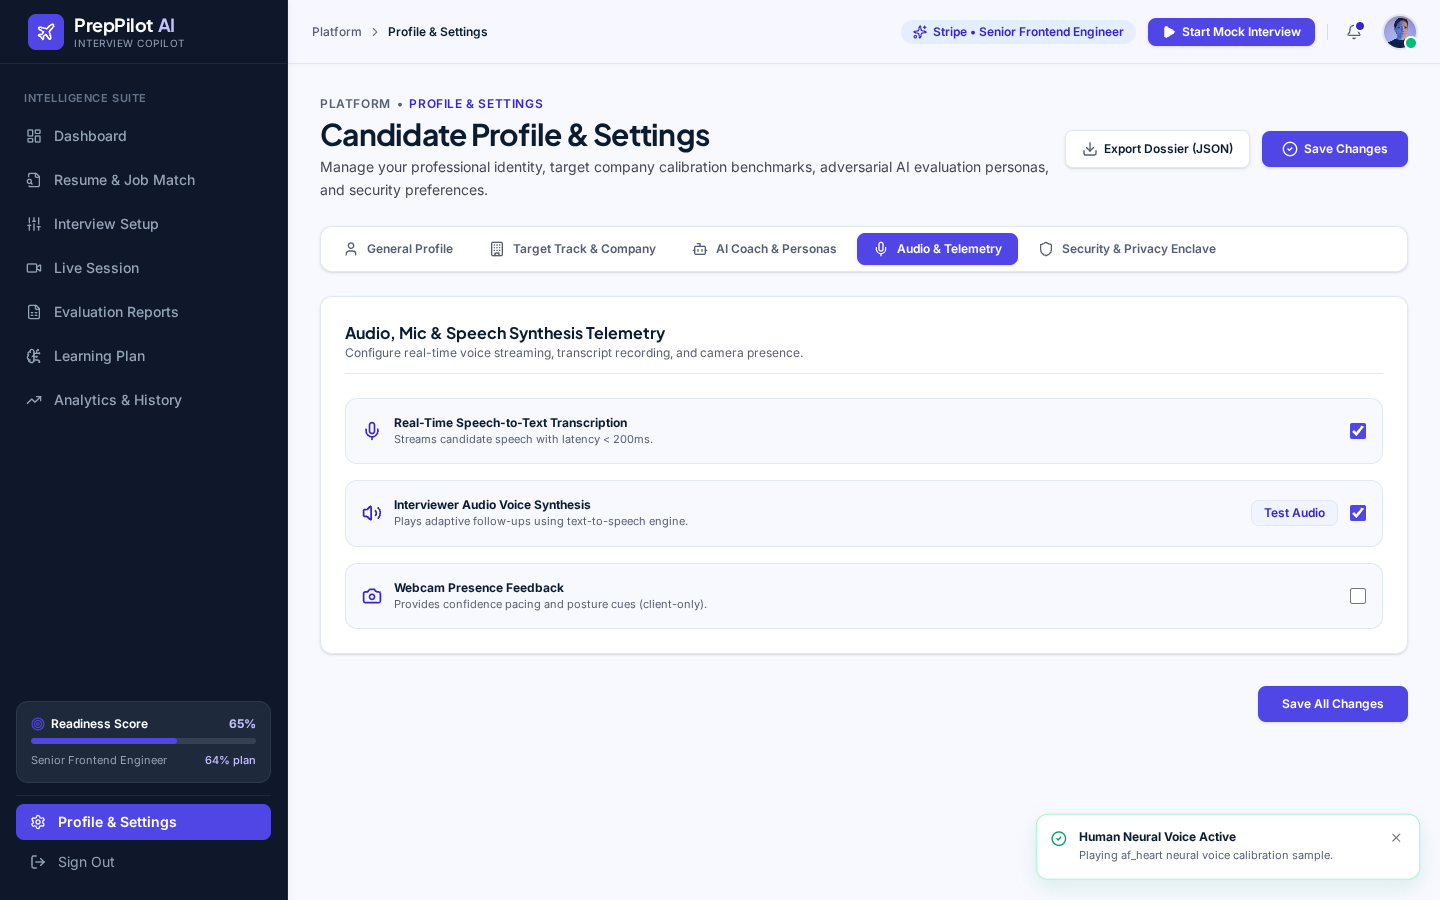 PrepPilot AI
INTERVIEW COPILOT
INTELLIGENCE SUITE
Dashboard
Resume & Job Match
Interview Setup
Live Session
Evaluation Reports
Learning Plan
Analytics & History
Readiness Score 65%
Senior Frontend Engineer 64% plan
Profile & Settings
Sign Out
Platform Profile & Settings
Stripe • Senior Frontend Engineer
Start Mock Interview
PLATFORM • PROFILE & SETTINGS
Candidate Profile & Settings
Manage your professional identity, target company calibration benchmarks, adversarial AI evaluation personas,
and security preferences.
Export Dossier (JSON)
Save Changes
General Profile
Target Track & Company
AI Coach & Personas
Audio & Telemetry
Security & Privacy Enclave
Audio, Mic & Speech Synthesis Telemetry
Configure real-time voice streaming, transcript recording, and camera presence.
Real-Time Speech-to-Text Transcription
Streams candidate speech with latency < 200ms.
Interviewer Audio Voice Synthesis
Plays adaptive follow-ups using text-to-speech engine.
Test Audio
Webcam Presence Feedback
Provides confidence pacing and posture cues (client-only).
Save All Changes
Human Neural Voice Active
Playing af_heart neural voice calibration sample.